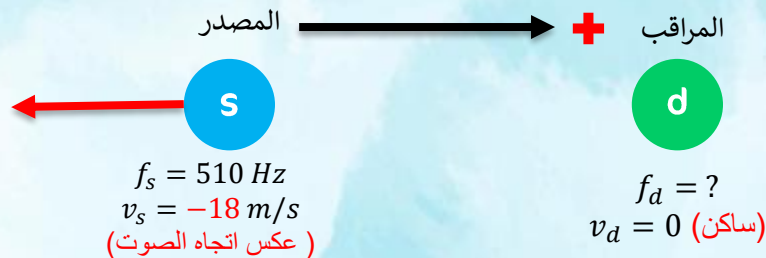 المصدر
المراقب
s
d
f_s = 510 Hz
v_s = −18 m/s
( عكس اتجاه الصوت)
f_d = ?
v_d = 0 (ساكن)